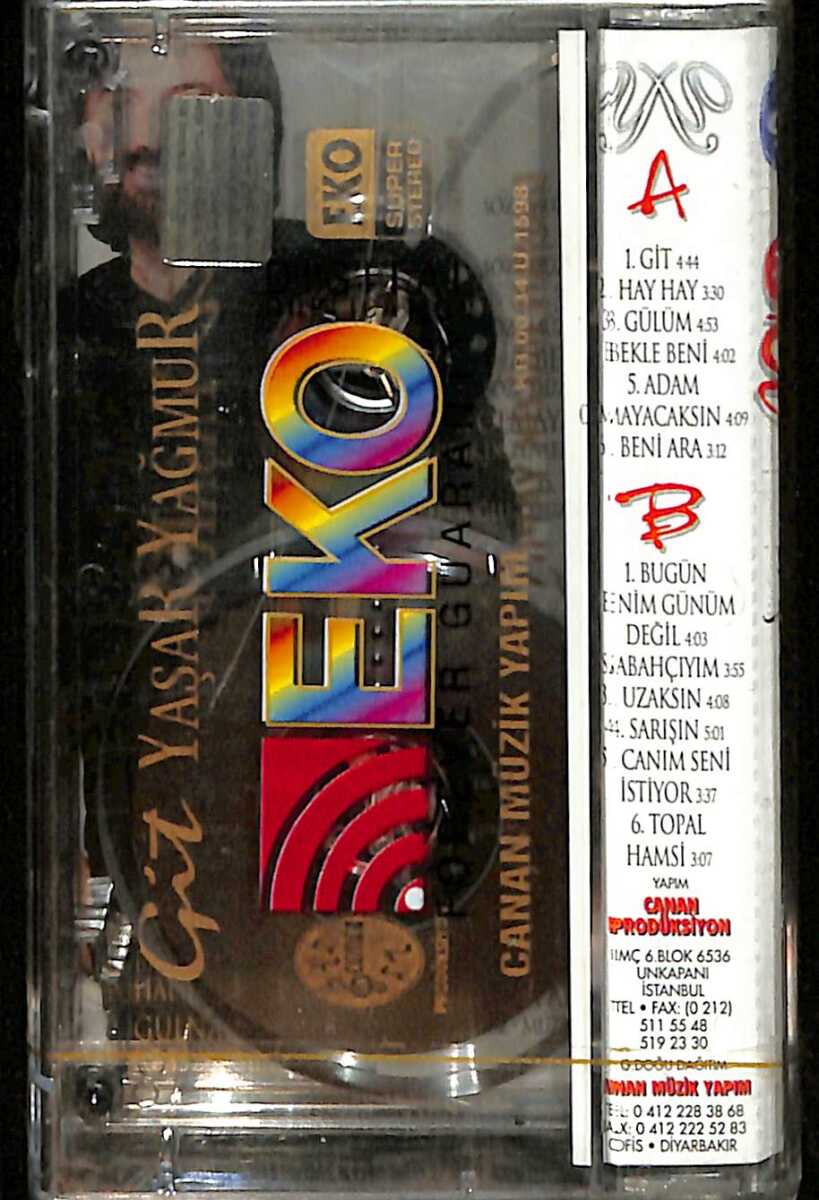 Git YAŞAR YAĞMUR
EKO
SUPER
STEREO
EKO
CANAN MÜZİK YAPIM
A
1. GİT 4:44
2. HAY HAY 3:30
3. GÜLÜM 4:53
BEKLE BENİ 4:02
5. ADAM
OLMAYACAKSIN 4:09
BENİ ARA 3:12
B
1. BUGÜN
BENİM GÜNÜM
DEĞİL 4:03
SABAHÇIYIM 3:55
3. UZAKSIN 4:08
4. SARIŞIN 5:01
5 CANIM SENİ
İSTİYOR 3:37
6. TOPAL
HAMSİ 3:07
YAPIM
CANAN
PRODÜKSİYON
İMÇ 6.BLOK 6536
UNKAPANI
İSTANBUL
TEL • FAX: (0 212)
511 55 48
519 23 30
G.DOĞU DAĞITIM
CANAN MÜZİK YAPIM
TEL: 0 412 228 38 68
FAX: 0 412 222 52 83
OFİS • DİYARBAKIR